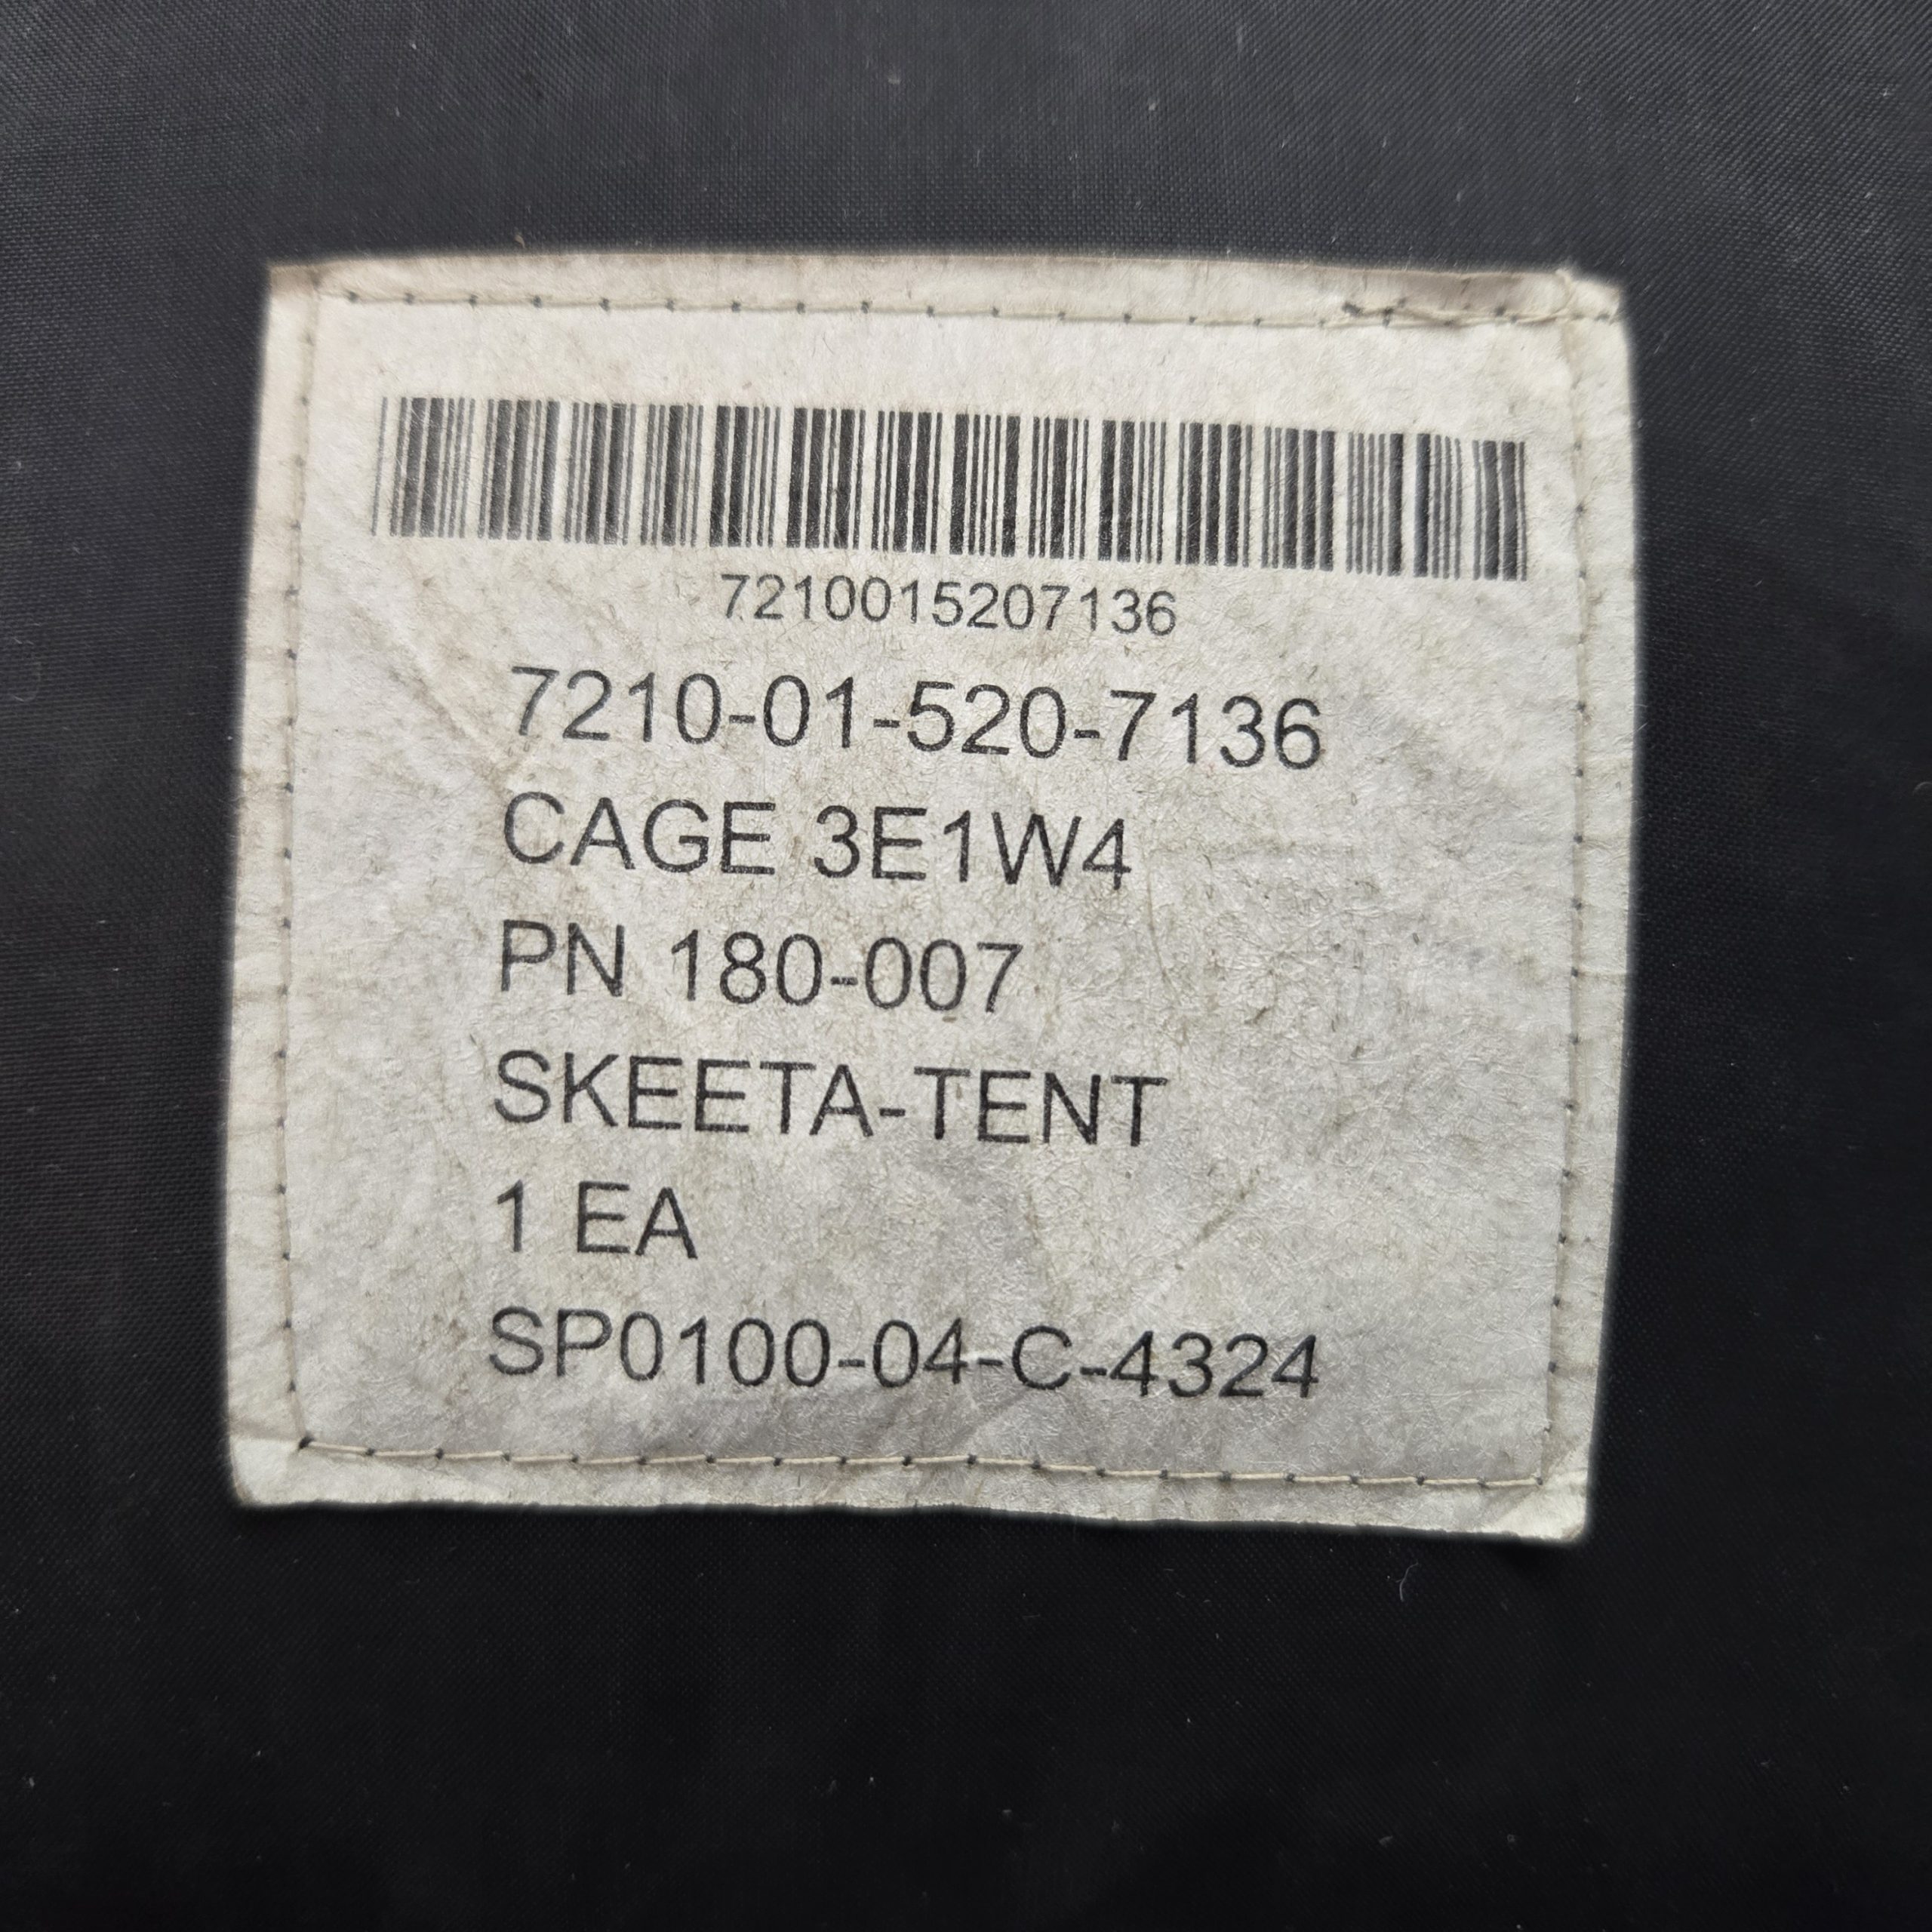 7210015207136
7210-01-520-7136
CAGE 3E1W4
PN 180-007
SKEETA-TENT
1 EA
SP0100-04-C-4324